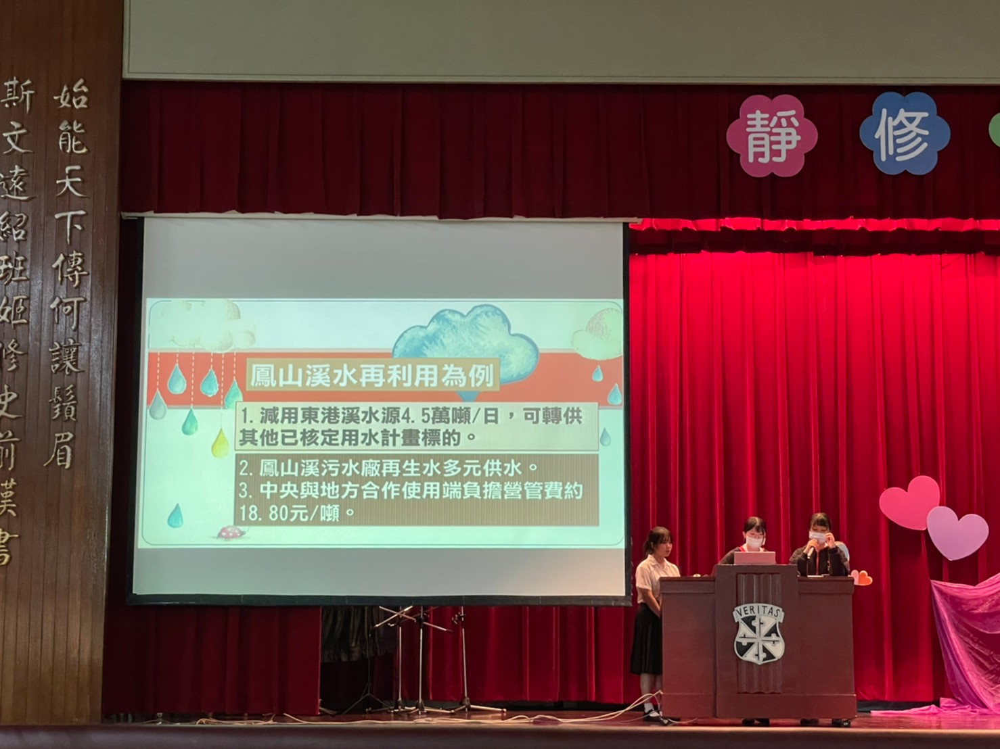 始能天下傳何讓鬚眉
斯文遠紹班姬修史前漢書
靜修
鳳山溪水再利用為例
1. 減用東港溪水源4.5萬噸/日，可轉供
其他已核定用水計畫標的。
2. 鳳山溪污水廠再生水多元供水。
3. 中央與地方合作使用端負擔營管費約
18.80元/噸。
VERITAS